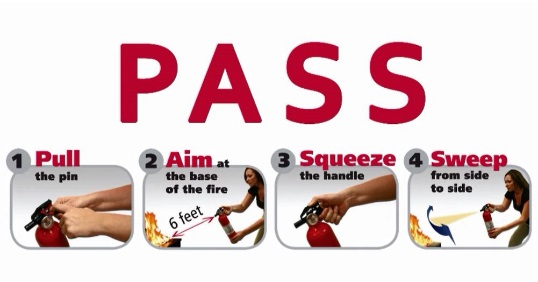 PASS
1 Pull
the pin
2 Aim at
the base
of the fire
6 feet
3 Squeeze
the handle
4 Sweep
from side
to side